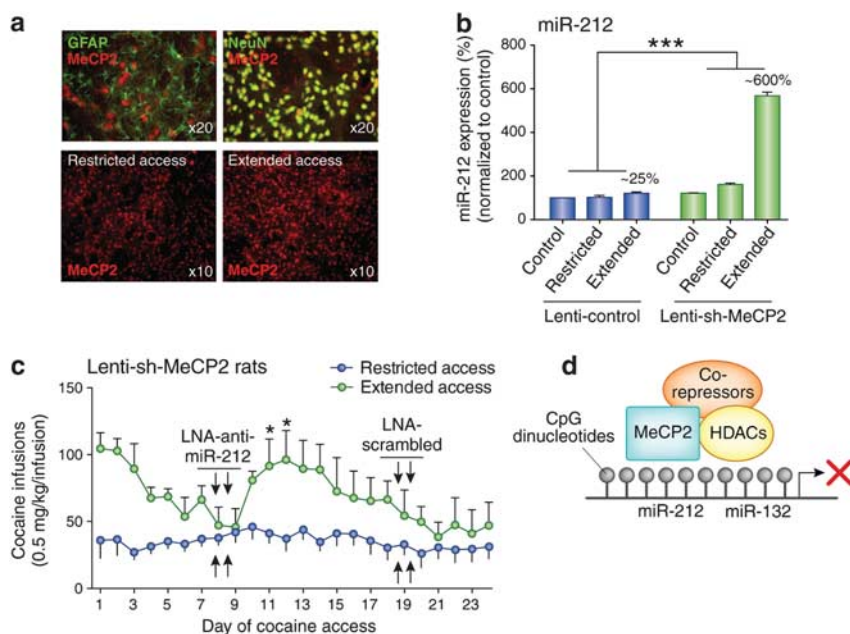 a
GFAP
MeCP2
x20
NeuN
MeCP2
x20
Restricted access
MeCP2
x10
Extended access
MeCP2
x10
b
miR-212
miR-212 expression (%)
(normalized to control)
800
600
400
200
0
***
~25%
~600%
Control
Restricted
Extended
Control
Restricted
Extended
Lenti-control
Lenti-sh-MeCP2
c
Lenti-sh-MeCP2 rats
Restricted access
Extended access
Cocaine infusions
(0.5 mg/kg/infusion)
150
100
50
0
LNA-anti-
miR-212
* *
LNA-
scrambled
1 3 5 7 9 11 13 15 17 19 21 23
Day of cocaine access
d
Co-
repressors
CpG
dinucleotides
MeCP2
HDACs
miR-212
miR-132